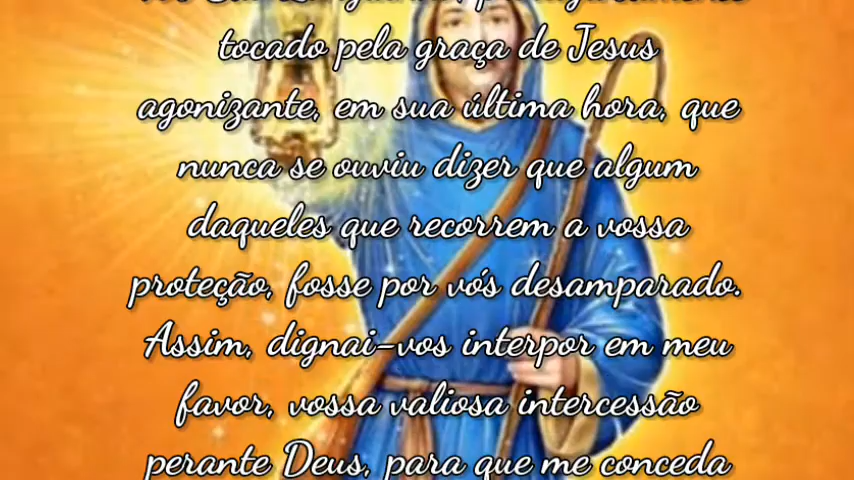 tocado pela graça de Jesus
agonizante, em sua última hora, que
nunca se ouviu dizer que algum
daqueles que recorrem a vossa
proteção, fosse por vós desamparado.
Assim, dignai-vos interpor em meu
favor, vossa valiosa intercessão
perante Deus, para que me conceda